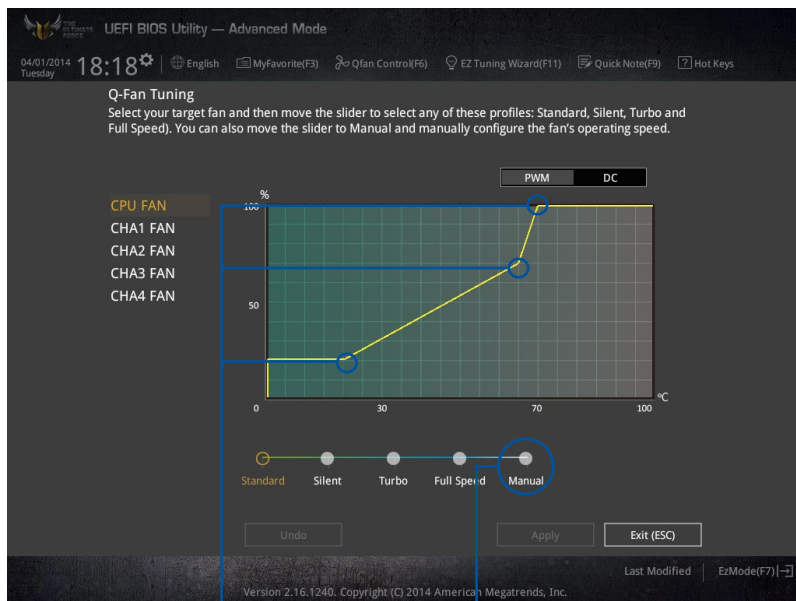 THE ULTIMATE FORCE UEFI BIOS Utility — Advanced Mode
04/01/2014 Tuesday 18:18 English MyFavorite(F3) Qfan Control(F6) EZ Tuning Wizard(F11) Quick Note(F9) ? Hot Keys
Q-Fan Tuning
Select your target fan and then move the slider to select any of these profiles: Standard, Silent, Turbo and
Full Speed). You can also move the slider to Manual and manually configure the fan's operating speed.
PWM DC
CPU FAN
CHA1 FAN
CHA2 FAN
CHA3 FAN
CHA4 FAN
%
100
50
0 30 70 100 ºC
Standard Silent Turbo Full Speed Manual
Undo Apply Exit (ESC)
Last Modified EzMode(F7)
Version 2.16.1240. Copyright (C) 2014 American Megatrends, Inc.